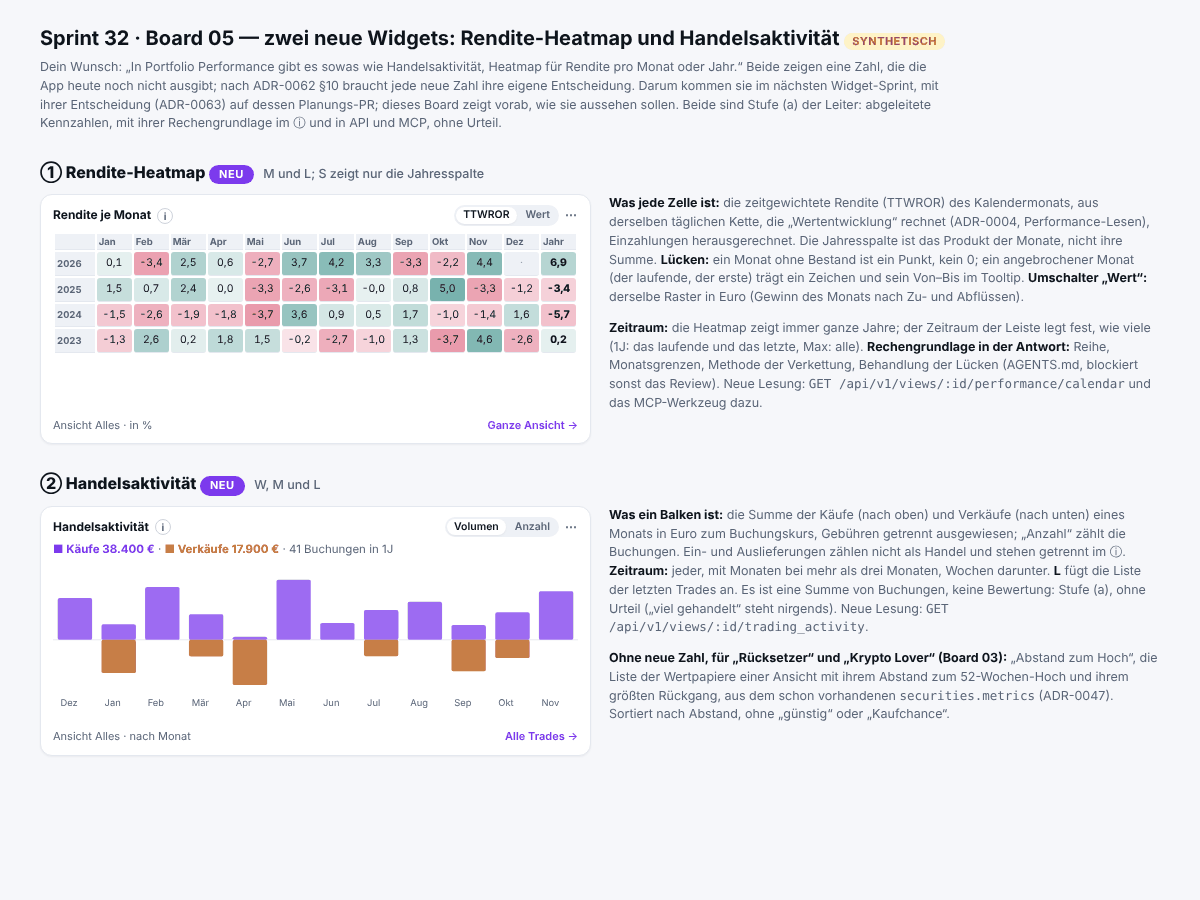 Sprint 32 · Board 05 — zwei neue Widgets: Rendite-Heatmap und Handelsaktivität SYNTHETISCH
Dein Wunsch: „In Portfolio Performance gibt es sowas wie Handelsaktivität, Heatmap für Rendite pro Monat oder Jahr.“ Beide zeigen eine Zahl, die die
App heute noch nicht ausgibt; nach ADR-0062 §10 braucht jede neue Zahl ihre eigene Entscheidung. Darum kommen sie im nächsten Widget-Sprint, mit
ihrer Entscheidung (ADR-0063) auf dessen Planungs-PR; dieses Board zeigt vorab, wie sie aussehen sollen. Beide sind Stufe (a) der Leiter: abgeleitete
Kennzahlen, mit ihrer Rechengrundlage im ⓘ und in API und MCP, ohne Urteil.
① Rendite-Heatmap NEU M und L; S zeigt nur die Jahresspalte
Rendite je Monat i TTWROR Wert ···
Jan Feb Mär Apr Mai Jun Jul Aug Sep Okt Nov Dez Jahr
2026 0,1 -3,4 2,5 0,6 -2,7 3,7 4,2 3,3 -3,3 -2,2 4,4 · 6,9
2025 1,5 0,7 2,4 0,0 -3,3 -2,6 -3,1 -0,0 0,8 5,0 -3,3 -1,2 -3,4
2024 -1,5 -2,6 -1,9 -1,8 -3,7 3,6 0,9 0,5 1,7 -1,0 -1,4 1,6 -5,7
2023 -1,3 2,6 0,2 1,8 1,5 -0,2 -2,7 -1,0 1,3 -3,7 4,6 -2,6 0,2
Ansicht Alles · in % Ganze Ansicht →
Was jede Zelle ist: die zeitgewichtete Rendite (TTWROR) des Kalendermonats, aus
derselben täglichen Kette, die „Wertentwicklung“ rechnet (ADR-0004, Performance-Lesen),
Einzahlungen herausgerechnet. Die Jahresspalte ist das Produkt der Monate, nicht ihre
Summe. Lücken: ein Monat ohne Bestand ist ein Punkt, kein 0; ein angebrochener Monat
(der laufende, der erste) trägt ein Zeichen und sein Von–Bis im Tooltip. Umschalter „Wert“:
derselbe Raster in Euro (Gewinn des Monats nach Zu- und Abflüssen).
Zeitraum: die Heatmap zeigt immer ganze Jahre; der Zeitraum der Leiste legt fest, wie viele
(1J: das laufende und das letzte, Max: alle). Rechengrundlage in der Antwort: Reihe,
Monatsgrenzen, Methode der Verkettung, Behandlung der Lücken (AGENTS.md, blockiert
sonst das Review). Neue Lesung: GET /api/v1/views/:id/performance/calendar und
das MCP-Werkzeug dazu.
② Handelsaktivität NEU W, M und L
Handelsaktivität i Volumen Anzahl ···
■ Käufe 38.400 € · ■ Verkäufe 17.900 € · 41 Buchungen in 1J
Dez Jan Feb Mär Apr Mai Jun Jul Aug Sep Okt Nov
Ansicht Alles · nach Monat Alle Trades →
Was ein Balken ist: die Summe der Käufe (nach oben) und Verkäufe (nach unten) eines
Monats in Euro zum Buchungskurs, Gebühren getrennt ausgewiesen; „Anzahl“ zählt die
Buchungen. Ein- und Auslieferungen zählen nicht als Handel und stehen getrennt im ⓘ.
Zeitraum: jeder, mit Monaten bei mehr als drei Monaten, Wochen darunter. L fügt die Liste
der letzten Trades an. Es ist eine Summe von Buchungen, keine Bewertung: Stufe (a), ohne
Urteil („viel gehandelt“ steht nirgends). Neue Lesung: GET
/api/v1/views/:id/trading_activity.
Ohne neue Zahl, für „Rücksetzer“ und „Krypto Lover“ (Board 03): „Abstand zum Hoch“, die
Liste der Wertpapiere einer Ansicht mit ihrem Abstand zum 52-Wochen-Hoch und ihrem
größten Rückgang, aus dem schon vorhandenen securities.metrics (ADR-0047).
Sortiert nach Abstand, ohne „günstig“ oder „Kaufchance“.